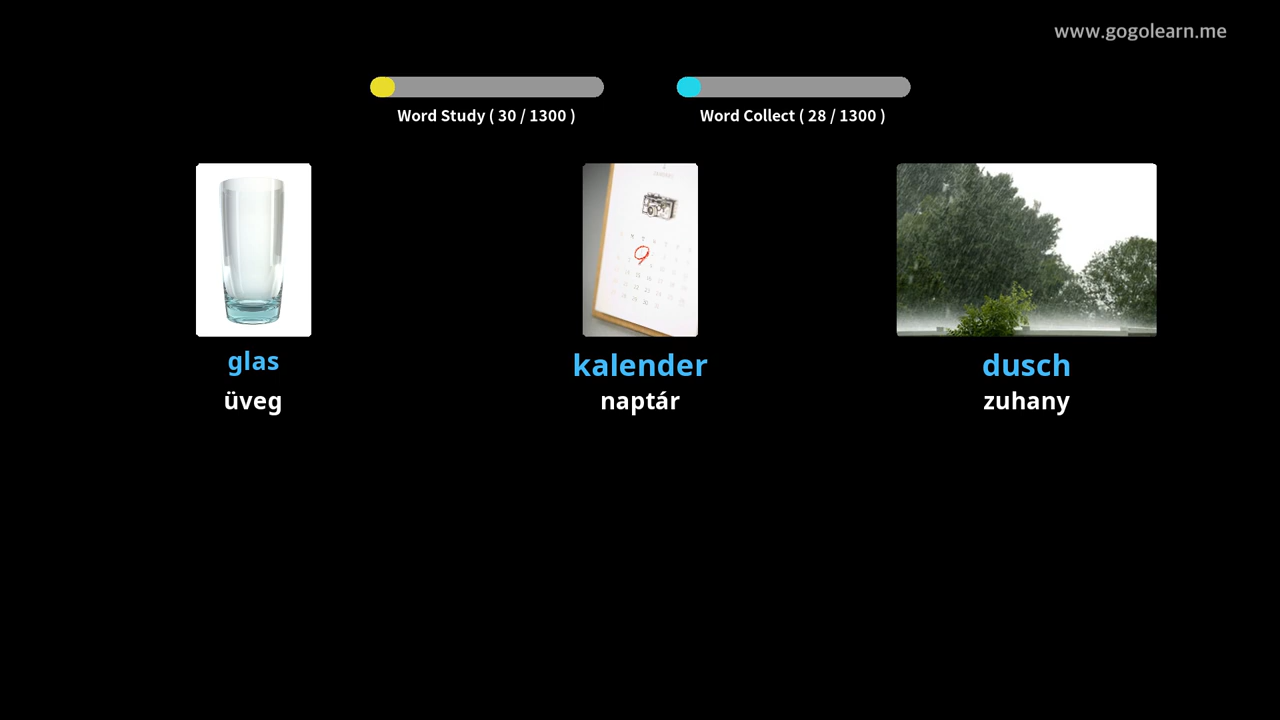 www.gogolearn.me
Word Study ( 30 / 1300 )
Word Collect ( 28 / 1300 )
glas
üveg
kalender
naptár
dusch
zuhany